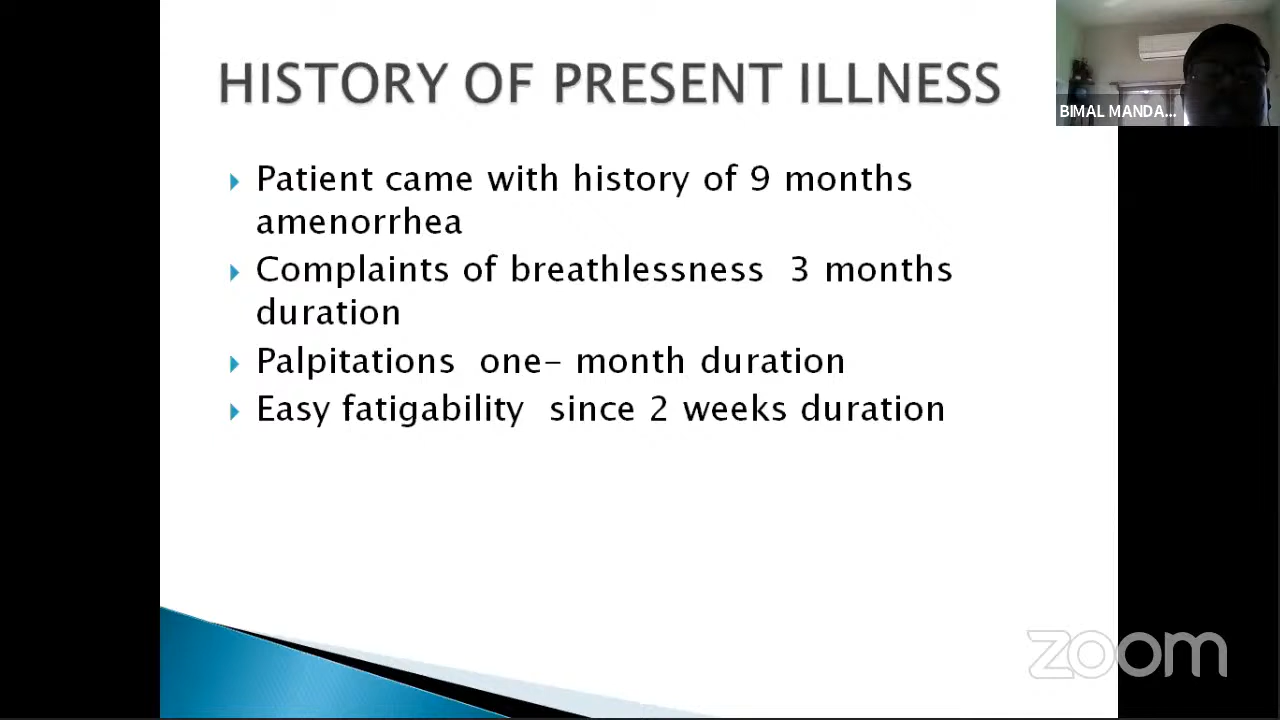 HISTORY OF PRESENT ILLNESS
BIMAL MANDA...
Patient came with history of 9 months
amenorrhea
Complaints of breathlessness 3 months
duration
Palpitations one- month duration
Easy fatigability since 2 weeks duration
zoom